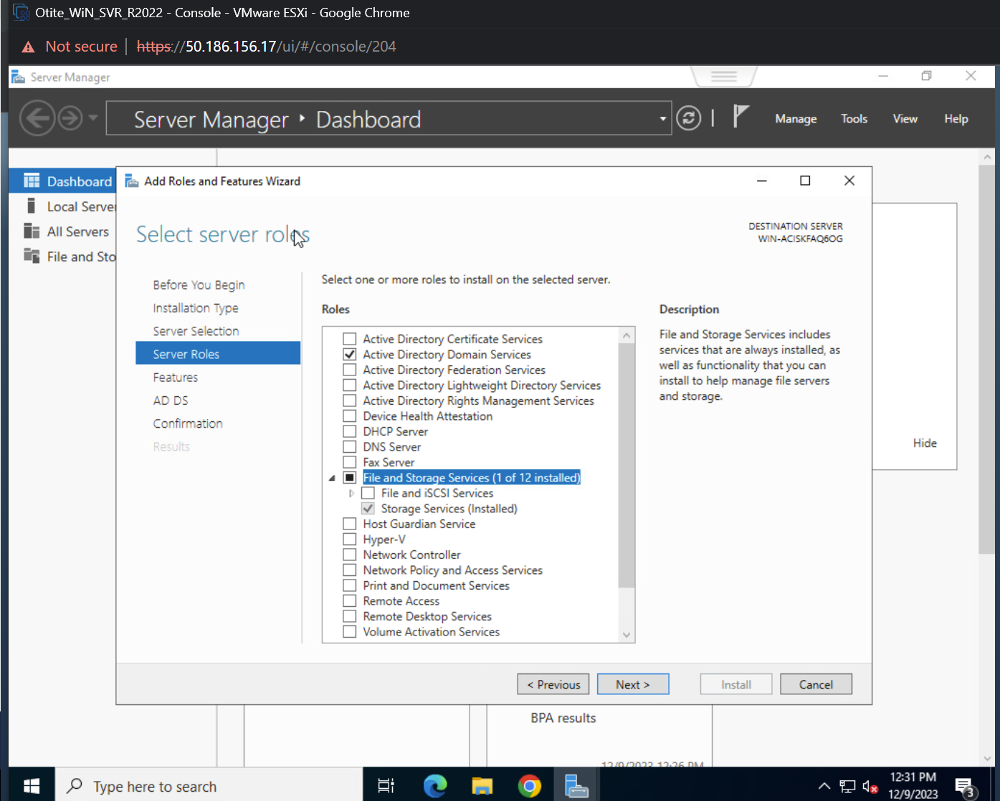 Otite_WiN_SVR_R2022 - Console - VMware ESXi - Google Chrome
Not secure | https://50.186.156.17/ui/#/console/204
Server Manager
Server Manager ‣ Dashboard
Manage
Tools
View
Help
Dashboard
Local Server
All Servers
File and Sto
Add Roles and Features Wizard
Select server roles
DESTINATION SERVER
WIN-ACISKFAQ6OG
Before You Begin
Installation Type
Server Selection
Server Roles
Features
AD DS
Confirmation
Results
Select one or more roles to install on the selected server.
Roles
Active Directory Certificate Services
Active Directory Domain Services
Active Directory Federation Services
Active Directory Lightweight Directory Services
Active Directory Rights Management Services
Device Health Attestation
DHCP Server
DNS Server
Fax Server
File and Storage Services (1 of 12 installed)
File and iSCSI Services
Storage Services (Installed)
Host Guardian Service
Hyper-V
Network Controller
Network Policy and Access Services
Print and Document Services
Remote Access
Remote Desktop Services
Volume Activation Services
Description
File and Storage Services includes
services that are always installed, as
well as functionality that you can
install to help manage file servers
and storage.
Hide
< Previous
Next >
Install
Cancel
BPA results
12/9/2023 12:26 PM
Type here to search
12:31 PM
12/9/2023
3